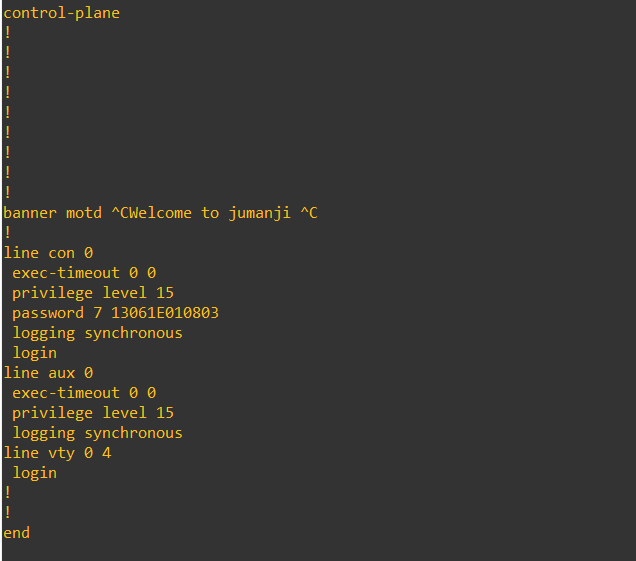 control-plane
!
!
!
!
!
!
!
!
!
banner motd ^CWelcome to jumanji ^C
!
line con 0
 exec-timeout 0 0
 privilege level 15
 password 7 13061E010803
 logging synchronous
 login
line aux 0
 exec-timeout 0 0
 privilege level 15
 logging synchronous
line vty 0 4
 login
!
!
end